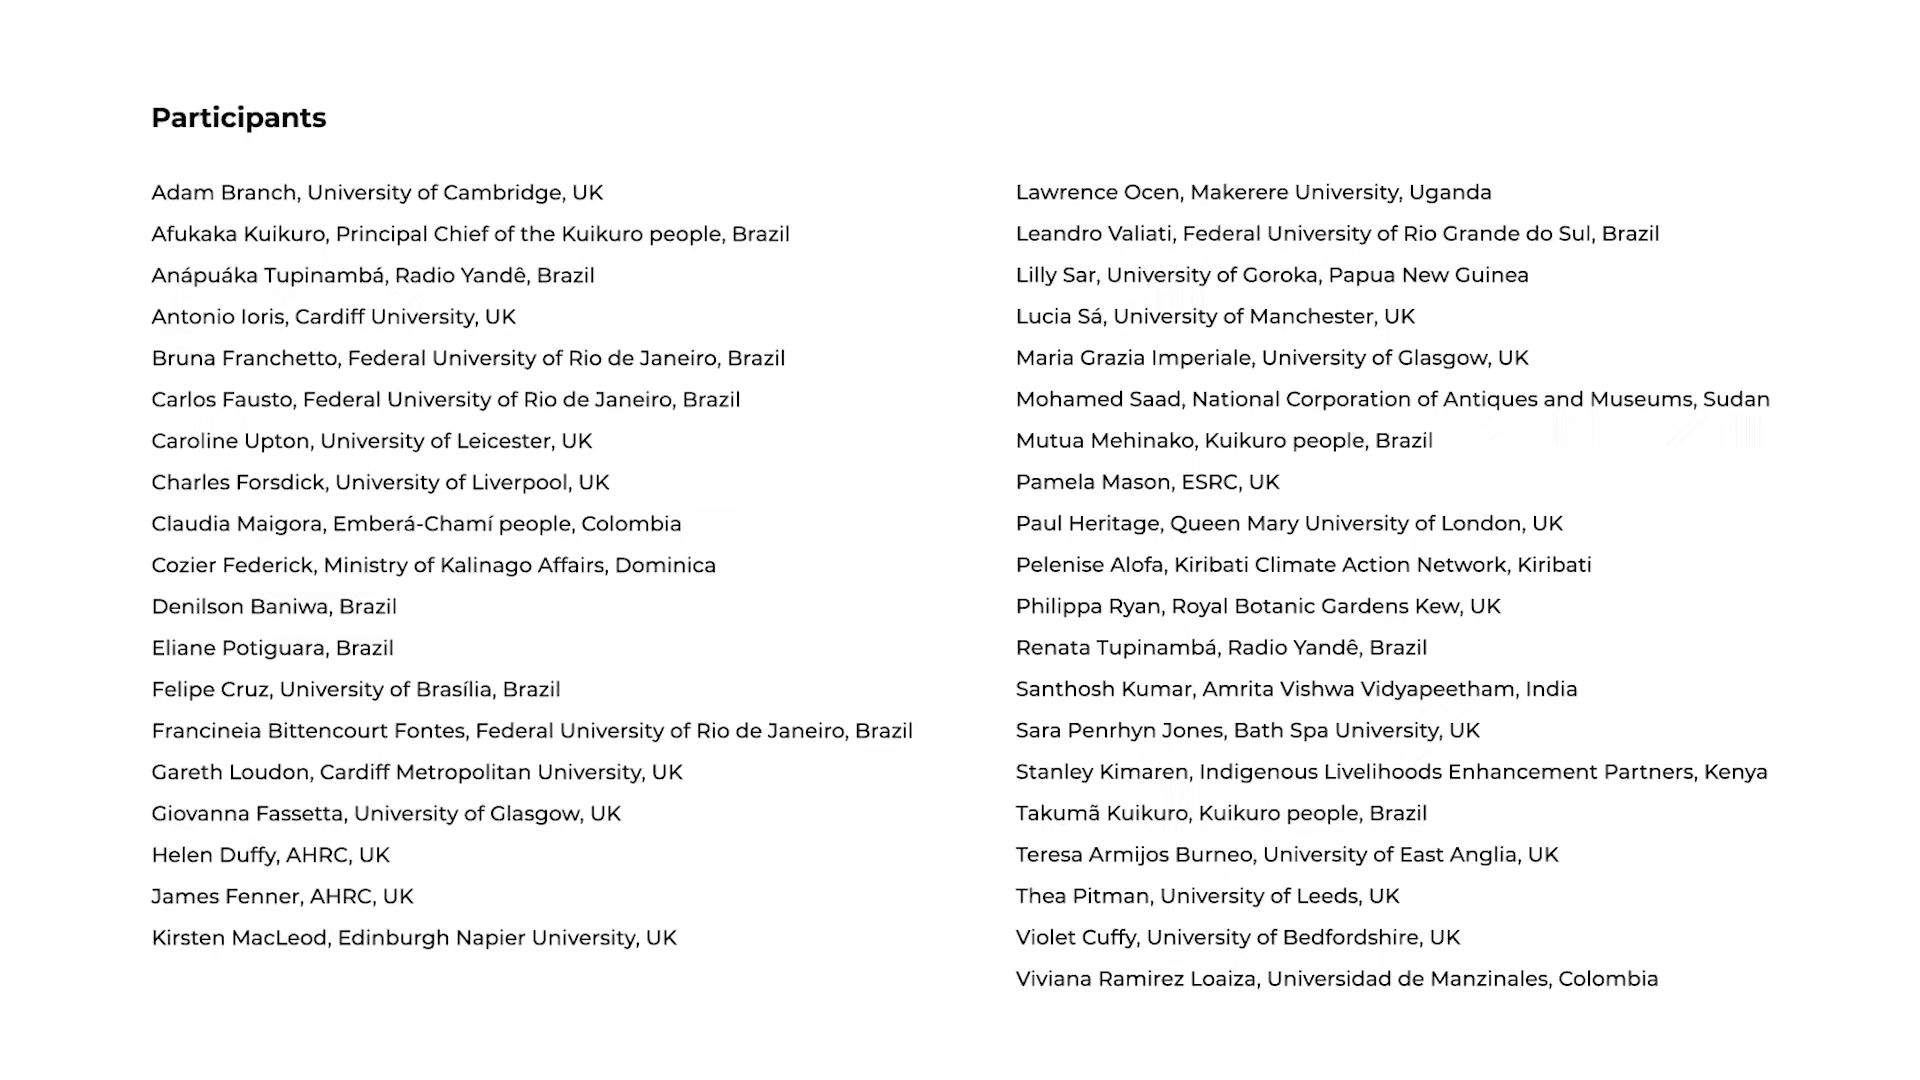 Participants
Adam Branch, University of Cambridge, UK
Afukaka Kuikuro, Principal Chief of the Kuikuro people, Brazil
Anápuáka Tupinambá, Radio Yandê, Brazil
Antonio Ioris, Cardiff University, UK
Bruna Franchetto, Federal University of Rio de Janeiro, Brazil
Carlos Fausto, Federal University of Rio de Janeiro, Brazil
Caroline Upton, University of Leicester, UK
Charles Forsdick, University of Liverpool, UK
Claudia Maigora, Emberá-Chamí people, Colombia
Cozier Federick, Ministry of Kalinago Affairs, Dominica
Denilson Baniwa, Brazil
Eliane Potiguara, Brazil
Felipe Cruz, University of Brasília, Brazil
Francineia Bittencourt Fontes, Federal University of Rio de Janeiro, Brazil
Gareth Loudon, Cardiff Metropolitan University, UK
Giovanna Fassetta, University of Glasgow, UK
Helen Duffy, AHRC, UK
James Fenner, AHRC, UK
Kirsten MacLeod, Edinburgh Napier University, UK
Lawrence Ocen, Makerere University, Uganda
Leandro Valiati, Federal University of Rio Grande do Sul, Brazil
Lilly Sar, University of Goroka, Papua New Guinea
Lucia Sá, University of Manchester, UK
Maria Grazia Imperiale, University of Glasgow, UK
Mohamed Saad, National Corporation of Antiques and Museums, Sudan
Mutua Mehinako, Kuikuro people, Brazil
Pamela Mason, ESRC, UK
Paul Heritage, Queen Mary University of London, UK
Pelenise Alofa, Kiribati Climate Action Network, Kiribati
Philippa Ryan, Royal Botanic Gardens Kew, UK
Renata Tupinambá, Radio Yandê, Brazil
Santhosh Kumar, Amrita Vishwa Vidyapeetham, India
Sara Penrhyn Jones, Bath Spa University, UK
Stanley Kimaren, Indigenous Livelihoods Enhancement Partners, Kenya
Takumã Kuikuro, Kuikuro people, Brazil
Teresa Armijos Burneo, University of East Anglia, UK
Thea Pitman, University of Leeds, UK
Violet Cuffy, University of Bedfordshire, UK
Viviana Ramirez Loaiza, Universidad de Manzinales, Colombia